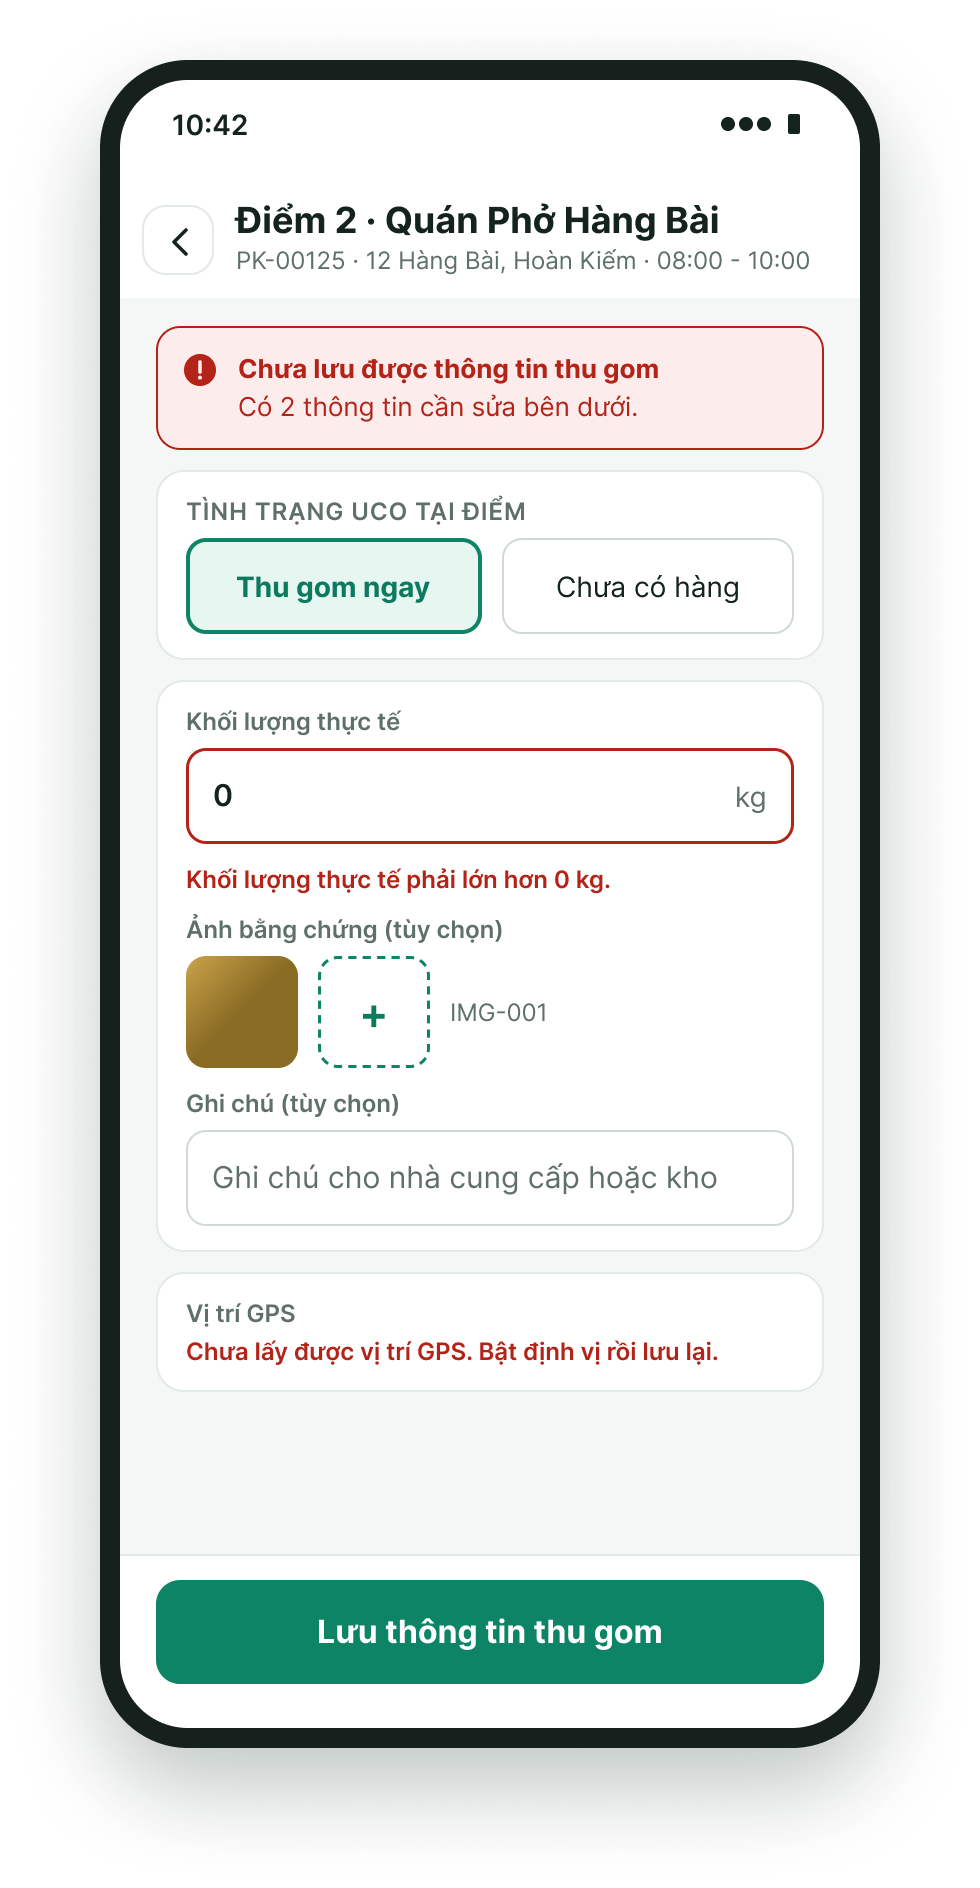 10:42
Điểm 2 · Quán Phở Hàng Bài
PK-00125 · 12 Hàng Bài, Hoàn Kiếm · 08:00 - 10:00
Chưa lưu được thông tin thu gom
Có 2 thông tin cần sửa bên dưới.
TÌNH TRẠNG UCO TẠI ĐIỂM
Thu gom ngay
Chưa có hàng
Khối lượng thực tế
0 kg
Khối lượng thực tế phải lớn hơn 0 kg.
Ảnh bằng chứng (tùy chọn)
+ IMG-001
Ghi chú (tùy chọn)
Ghi chú cho nhà cung cấp hoặc kho
Vị trí GPS
Chưa lấy được vị trí GPS. Bật định vị rồi lưu lại.
Lưu thông tin thu gom